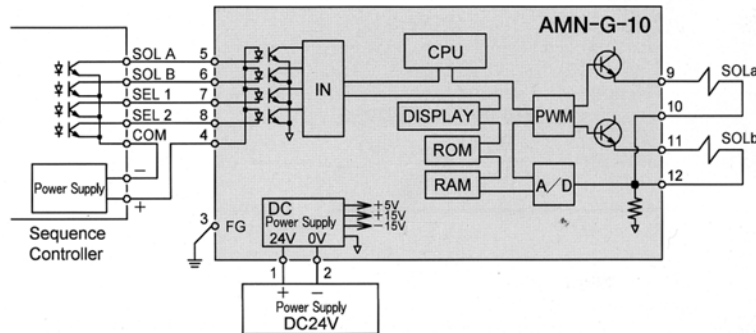 AMN-G-10
SOL A 5
SOL B 6
SEL 1 7
SEL 2 8
COM 4
Power Supply
−
+
Sequence
Controller
IN
CPU
DISPLAY
ROM
RAM
PWM
A/D
9 SOLa
10
11 SOLb
12
3 FG
DC
Power Supply
24V 0V
+5V
+15V
−15V
1 2
+ −
Power Supply
DC24V